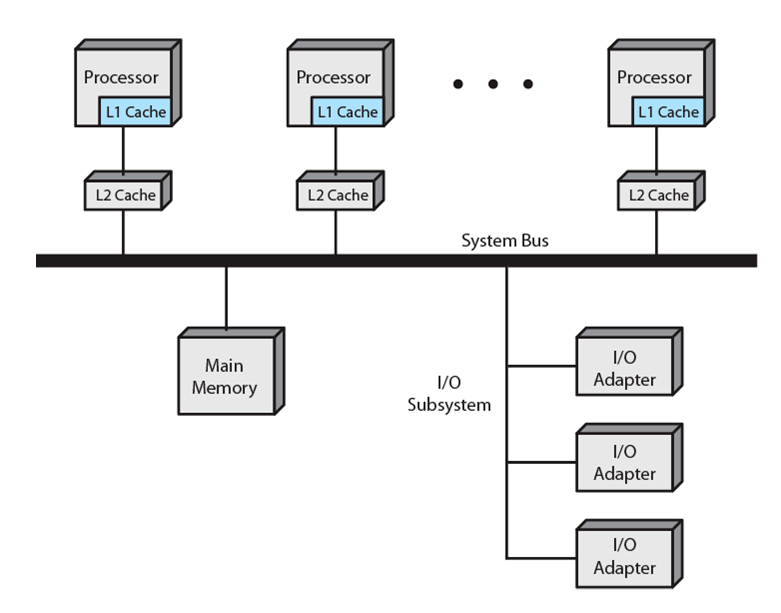 Processor
L1 Cache
Processor
L1 Cache
Processor
L1 Cache
L2 Cache
L2 Cache
L2 Cache
System Bus
Main
Memory
I/O
Subsystem
I/O
Adapter
I/O
Adapter
I/O
Adapter